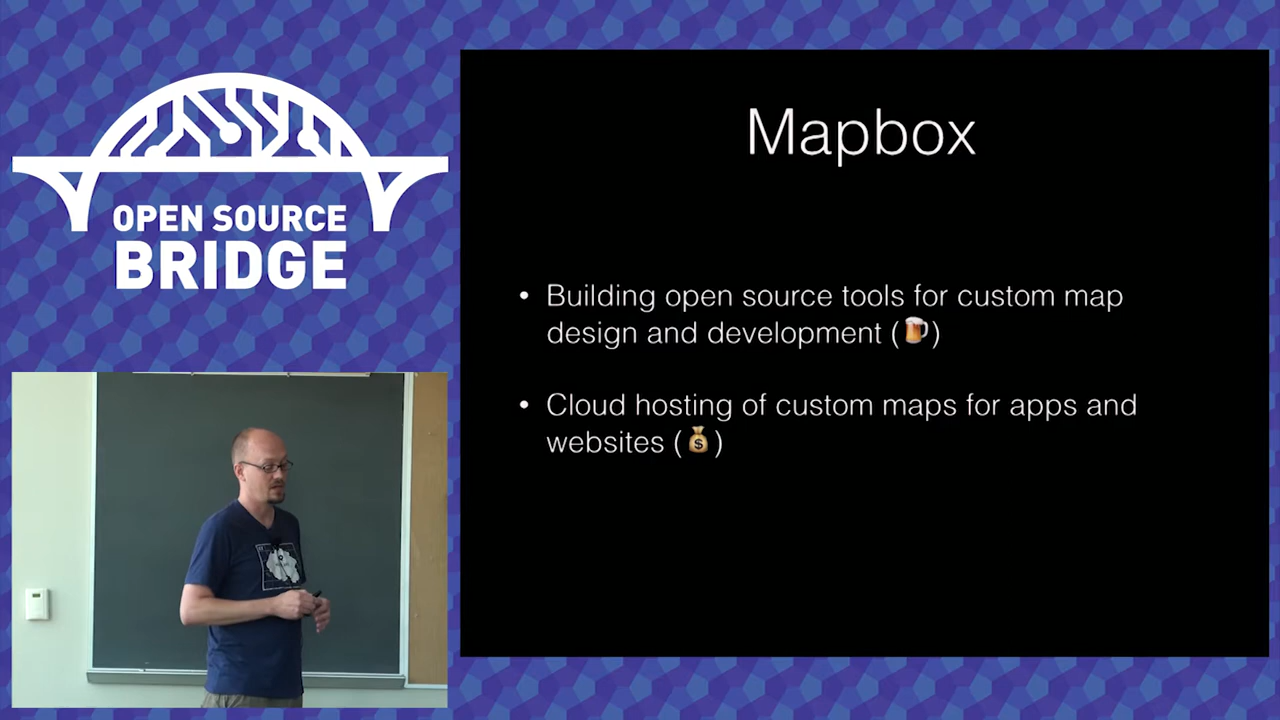 OPEN SOURCE
BRIDGE
Mapbox
• Building open source tools for custom map
design and development (🍺)
• Cloud hosting of custom maps for apps and
websites (💰)